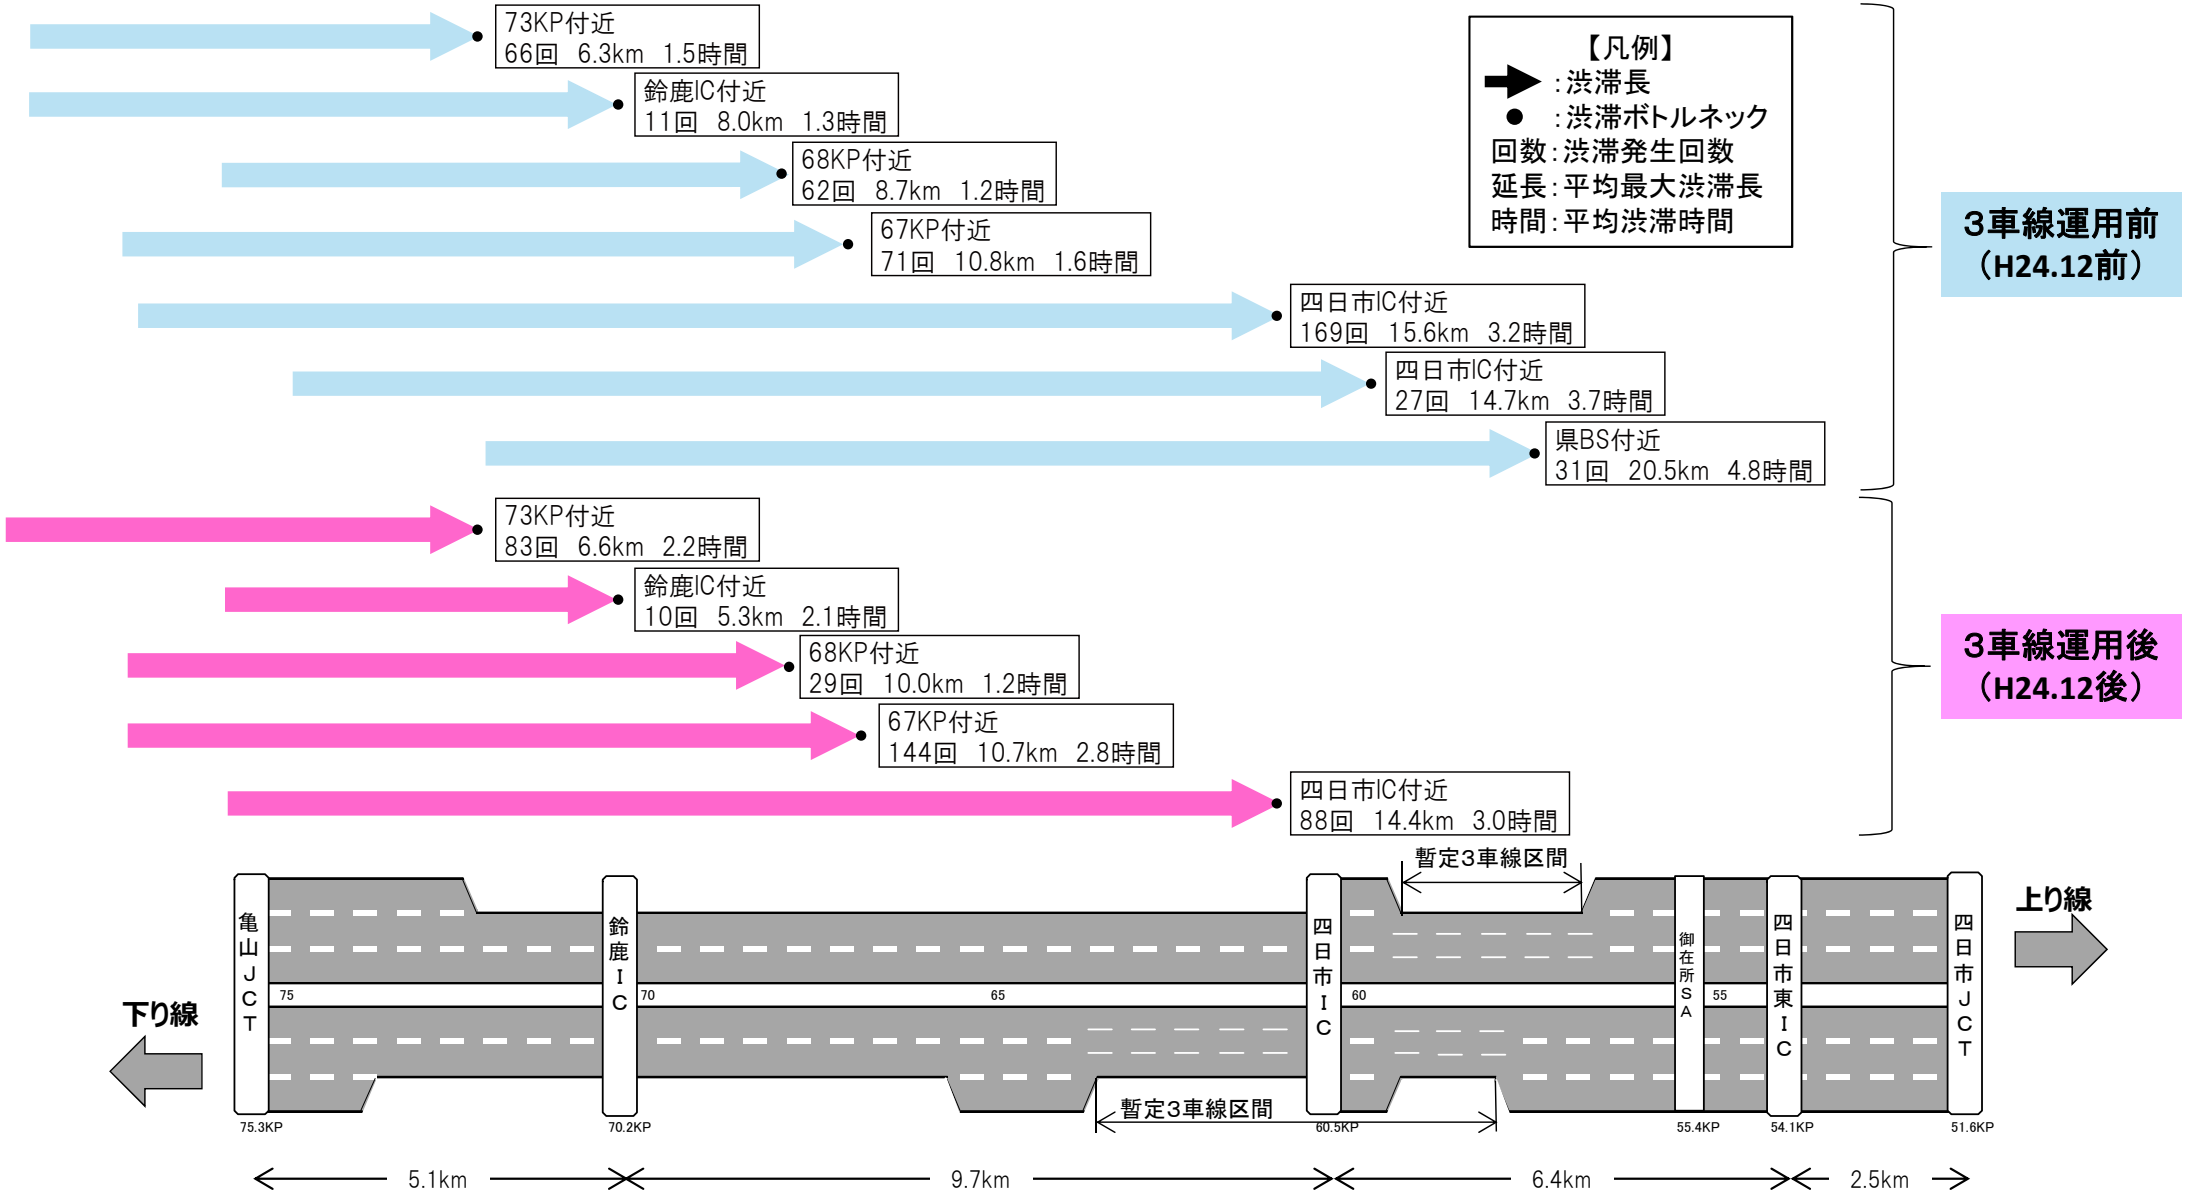 73KP付近
66回 6.3km 1.5時間
鈴鹿IC付近
11回 8.0km 1.3時間
68KP付近
62回 8.7km 1.2時間
67KP付近
71回 10.8km 1.6時間
四日市IC付近
169回 15.6km 3.2時間
四日市IC付近
27回 14.7km 3.7時間
県BS付近
31回 20.5km 4.8時間
【凡例】
:渋滞長
:渋滞ボトルネック
回数:渋滞発生回数
延長:平均最大渋滞長
時間:平均渋滞時間
3車線運用前
(H24.12前)
73KP付近
83回 6.6km 2.2時間
鈴鹿IC付近
10回 5.3km 2.1時間
68KP付近
29回 10.0km 1.2時間
67KP付近
144回 10.7km 2.8時間
四日市IC付近
88回 14.4km 3.0時間
3車線運用後
(H24.12後)
暫定3車線区間
亀山JCT
鈴鹿IC
四日市IC
御在所SA
四日市東IC
四日市JCT
上り線
下り線
75
70
65
60
55
暫定3車線区間
75.3KP
70.2KP
60.5KP
55.4KP
54.1KP
51.6KP
5.1km
9.7km
6.4km
2.5km